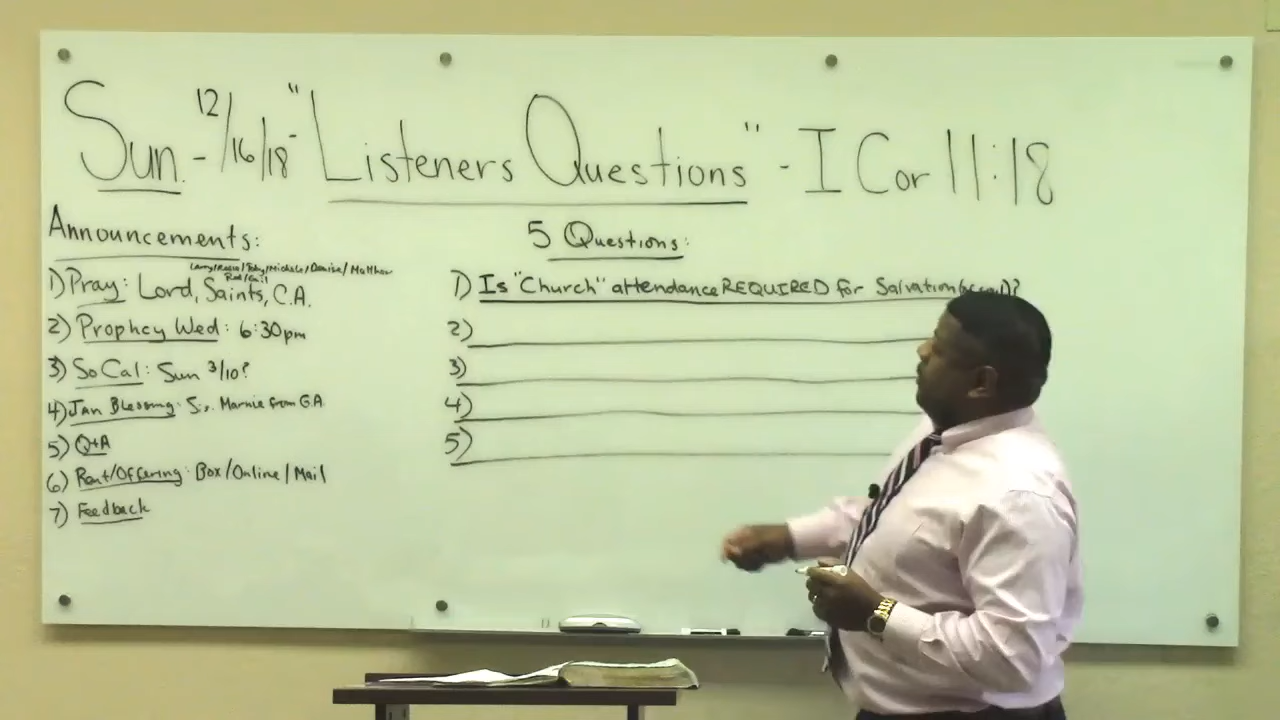 Sun. - 12/16/18 - "Listeners Questions" - I Cor 11:18
Announcements:
1) Pray: Lord, Saints, C.A.
2) Prophcy Wed: 6:30pm
3) So Cal: Sun 3/10?
4) Jan Blessing: Sis. Marnie from GA
5) Q+A
6) Rent/Offering: Box/Online/Mail
7) Feedback
5 Questions:
1) Is "Church" attendance REQUIRED for Salvation
2)
3)
4)
5)